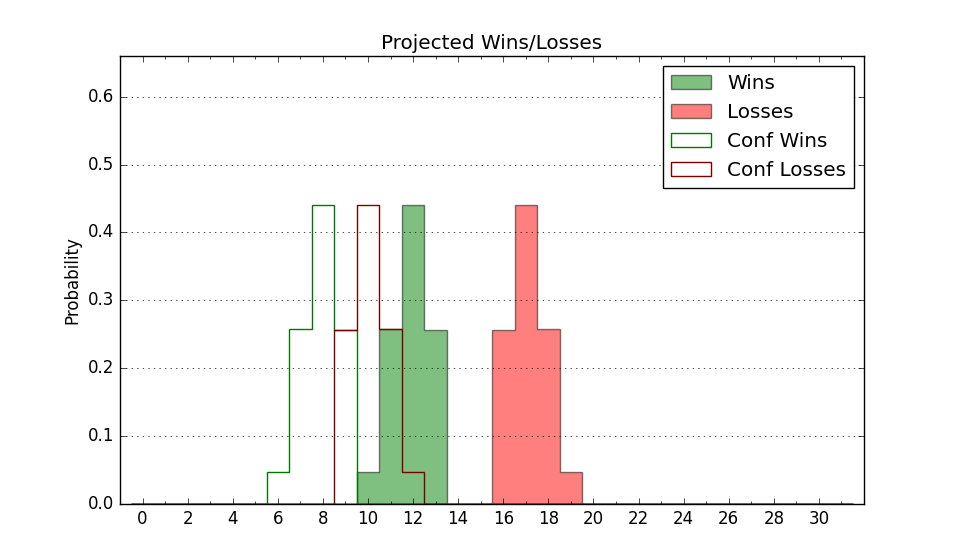 Projected Wins/Losses
Wins
Losses
Conf Wins
Conf Losses
Probability
0.6
0.5
0.4
0.3
0.2
0.1
0.0
0 2 4 6 8 10 12 14 16 18 20 22 24 26 28 30